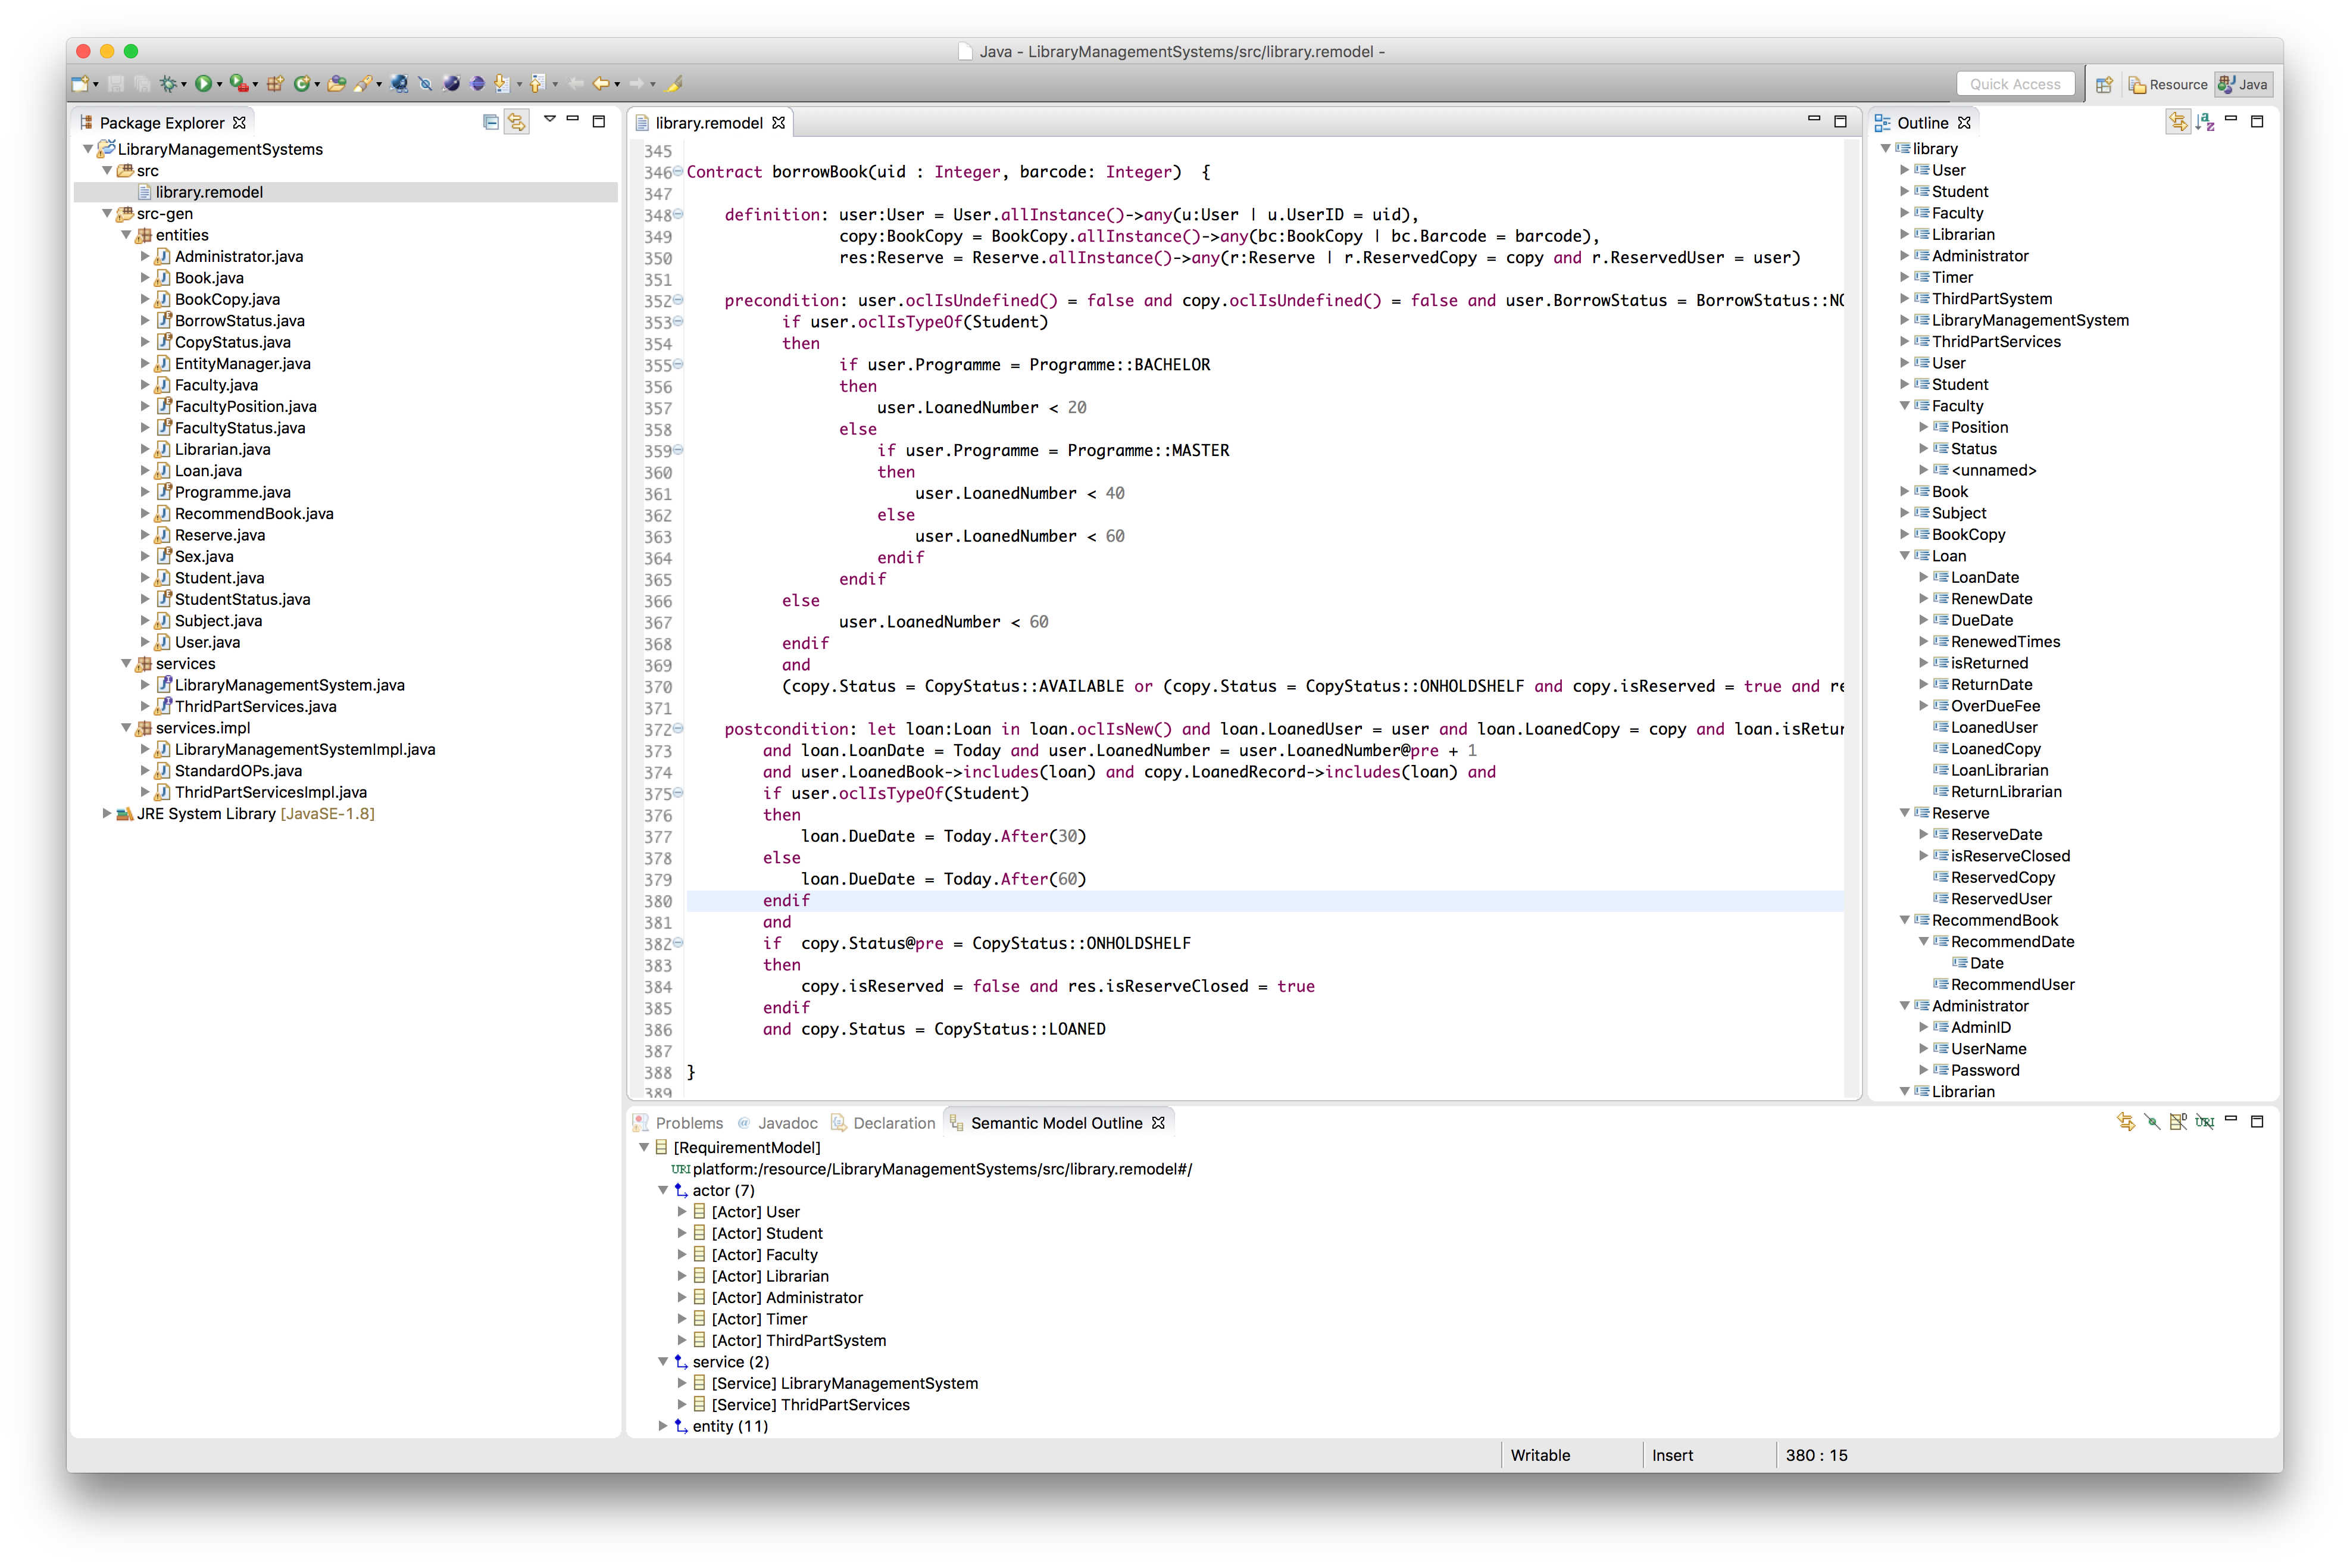 Java - LibraryManagementSystems/src/library.remodel -
Quick Access
Resource
Java
Package Explorer
LibraryManagementSystems
src
library.remodel
src-gen
entities
Administrator.java
Book.java
BookCopy.java
BorrowStatus.java
CopyStatus.java
EntityManager.java
Faculty.java
FacultyPosition.java
FacultyStatus.java
Librarian.java
Loan.java
Programme.java
RecommendBook.java
Reserve.java
Sex.java
Student.java
StudentStatus.java
Subject.java
User.java
services
LibraryManagementSystem.java
ThridPartServices.java
services.impl
LibraryManagementSystemImpl.java
StandardOPs.java
ThridPartServicesImpl.java
JRE System Library [JavaSE-1.8]
library.remodel
345
346 Contract borrowBook(uid : Integer, barcode: Integer)  {
347
348 definition: user:User = User.allInstance()->any(u:User | u.UserID = uid),
349 copy:BookCopy = BookCopy.allInstance()->any(bc:BookCopy | bc.Barcode = barcode),
350 res:Reserve = Reserve.allInstance()->any(r:Reserve | r.ReservedCopy = copy and r.ReservedUser = user)
351
352 precondition: user.oclIsUndefined() = false and copy.oclIsUndefined() = false and user.BorrowStatus = BorrowStatus::NO
353 if user.oclIsTypeOf(Student)
354 then
355 if user.Programme = Programme::BACHELOR
356 then
357 user.LoanedNumber < 20
358 else
359 if user.Programme = Programme::MASTER
360 then
361 user.LoanedNumber < 40
362 else
363 user.LoanedNumber < 60
364 endif
365 endif
366 else
367 user.LoanedNumber < 60
368 endif
369 and
370 (copy.Status = CopyStatus::AVAILABLE or (copy.Status = CopyStatus::ONHOLDSHELF and copy.isReserved = true and re
371
372 postcondition: let loan:Loan in loan.oclIsNew() and loan.LoanedUser = user and loan.LoanedCopy = copy and loan.isRetur
373 and loan.LoanDate = Today and user.LoanedNumber = user.LoanedNumber@pre + 1
374 and user.LoanedBook->includes(loan) and copy.LoanedRecord->includes(loan) and
375 if user.oclIsTypeOf(Student)
376 then
377 loan.DueDate = Today.After(30)
378 else
379 loan.DueDate = Today.After(60)
380 endif
381 and
382 if  copy.Status@pre = CopyStatus::ONHOLDSHELF
383 then
384 copy.isReserved = false and res.isReserveClosed = true
385 endif
386 and copy.Status = CopyStatus::LOANED
387
388 }
389
Outline
library
User
Student
Faculty
Librarian
Administrator
Timer
ThirdPartSystem
LibraryManagementSystem
ThridPartServices
User
Student
Faculty
Position
Status
<unnamed>
Book
Subject
BookCopy
Loan
LoanDate
RenewDate
DueDate
RenewedTimes
isReturned
ReturnDate
OverDueFee
LoanedUser
LoanedCopy
LoanLibrarian
ReturnLibrarian
Reserve
ReserveDate
isReserveClosed
ReservedCopy
ReservedUser
RecommendBook
RecommendDate
Date
RecommendUser
Administrator
AdminID
UserName
Password
Librarian
Problems
@ Javadoc
Declaration
Semantic Model Outline
[RequirementModel]
URI platform:/resource/LibraryManagementSystems/src/library.remodel#/
actor (7)
[Actor] User
[Actor] Student
[Actor] Faculty
[Actor] Librarian
[Actor] Administrator
[Actor] Timer
[Actor] ThirdPartSystem
service (2)
[Service] LibraryManagementSystem
[Service] ThridPartServices
entity (11)
Writable
Insert
380 : 15